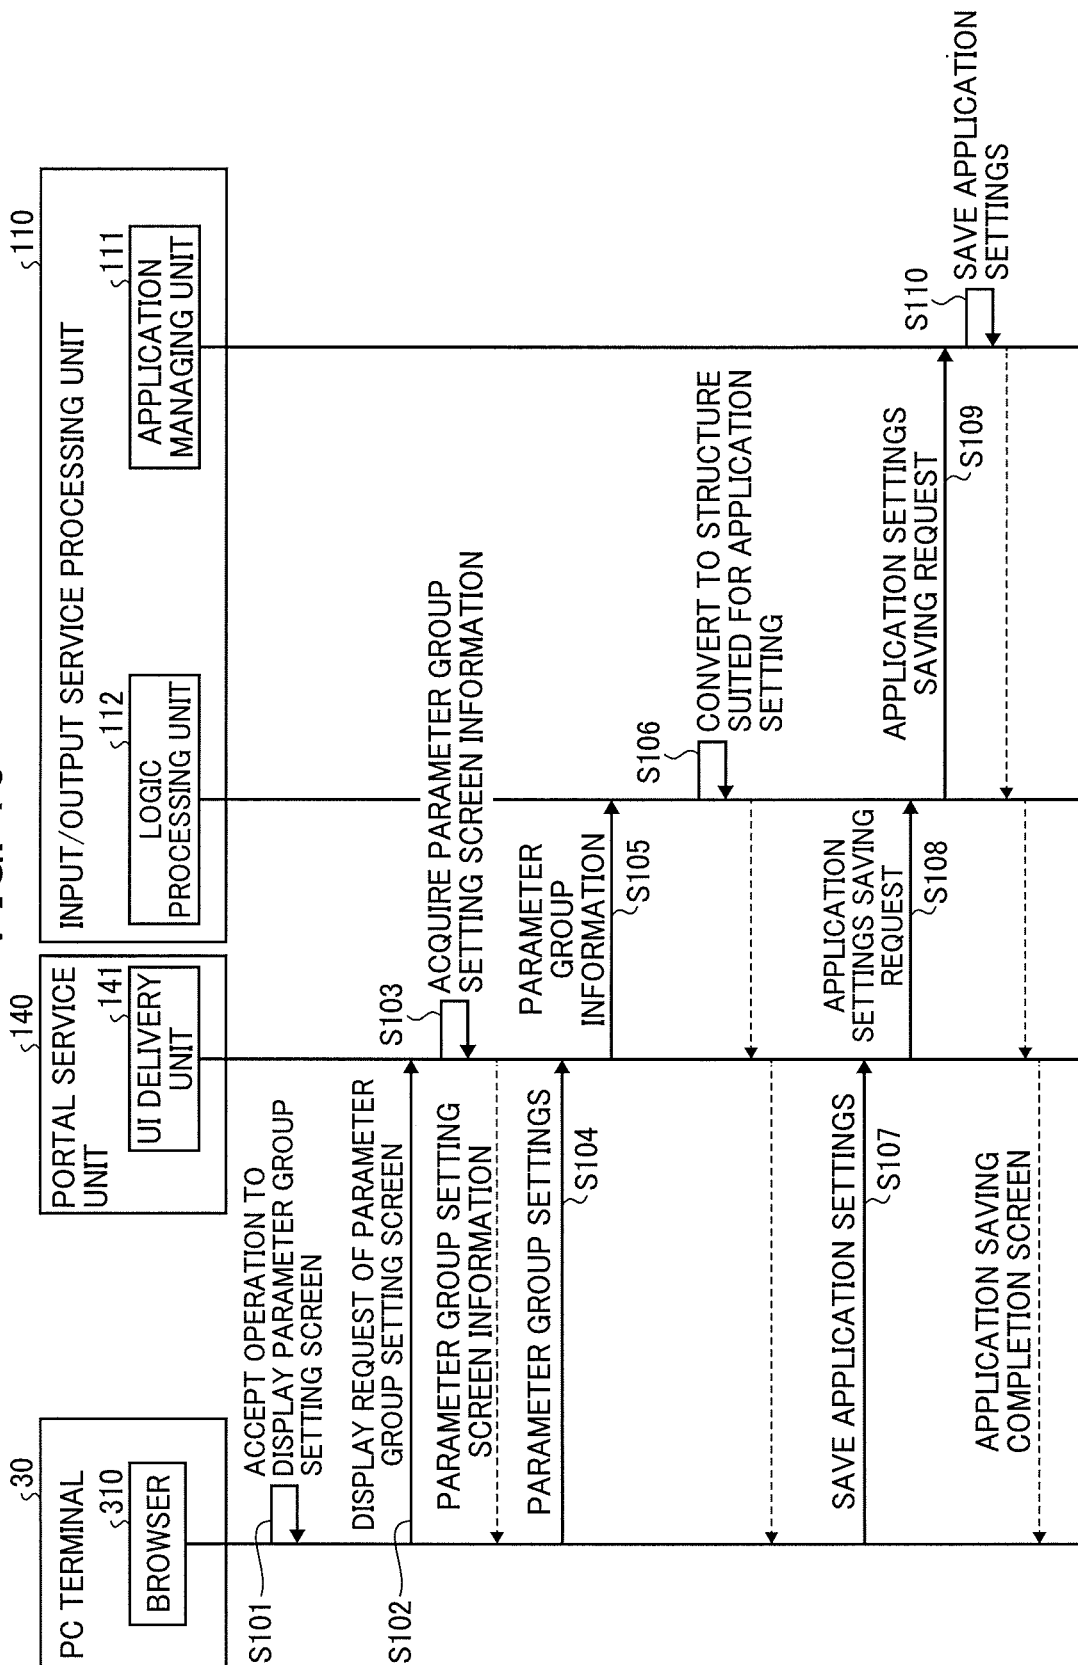 30
PC TERMINAL
310
BROWSER
140
PORTAL SERVICE
UNIT
141
UI DELIVERY
UNIT
110
INPUT/OUTPUT SERVICE PROCESSING UNIT
112
LOGIC
PROCESSING UNIT
111
APPLICATION
MANAGING UNIT
S101
ACCEPT OPERATION TO
DISPLAY PARAMETER GROUP
SETTING SCREEN
S102
DISPLAY REQUEST OF PARAMETER
GROUP SETTING SCREEN
S103
ACQUIRE PARAMETER GROUP
SETTING SCREEN INFORMATION
PARAMETER GROUP SETTING
SCREEN INFORMATION
PARAMETER GROUP SETTINGS
S104
PARAMETER
GROUP
INFORMATION
S105
S106
CONVERT TO STRUCTURE
SUITED FOR APPLICATION
SETTING
SAVE APPLICATION SETTINGS
S107
APPLICATION
SETTINGS SAVING
REQUEST
S108
APPLICATION SETTINGS
SAVING REQUEST
S109
S110
SAVE APPLICATION
SETTINGS
APPLICATION SAVING
COMPLETION SCREEN